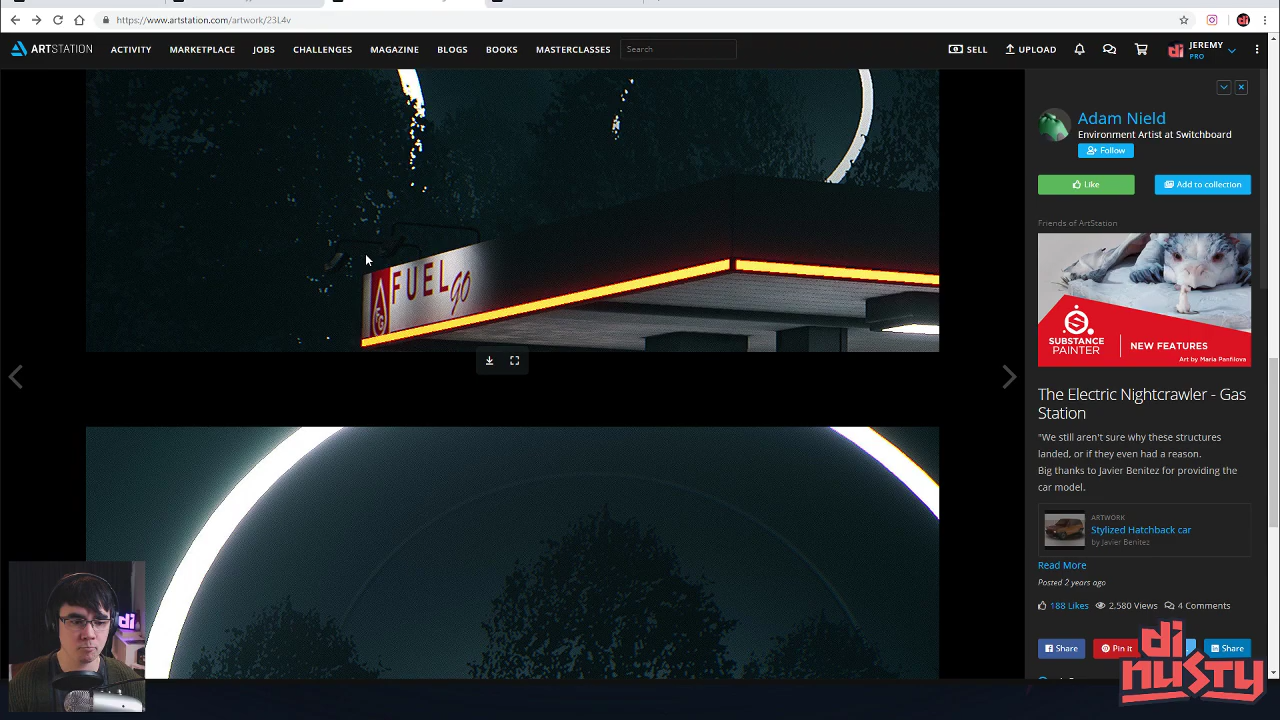 https://www.artstation.com/artwork/23L4v
ARTSTATION
ACTIVITY
MARKETPLACE
JOBS
CHALLENGES
MAGAZINE
BLOGS
BOOKS
MASTERCLASSES
Search
SELL
UPLOAD
JEREMY
PRO
Adam Nield
Environment Artist at Switchboard
Follow
Like
Add to collection
Friends of ArtStation
SUBSTANCE
PAINTER
NEW FEATURES
Art by Maria Panfilova
FUEL
GO
FG
The Electric Nightcrawler - Gas
Station
"We still aren't sure why these structures
landed, or if they even had a reason.
Big thanks to Javier Benitez for providing the
car model.
ARTWORK
Stylized Hatchback car
by Javier Benitez
Read More
Posted 2 years ago
188 Likes
2,580 Views
4 Comments
Share
Pin it
Share
di
di
nusty